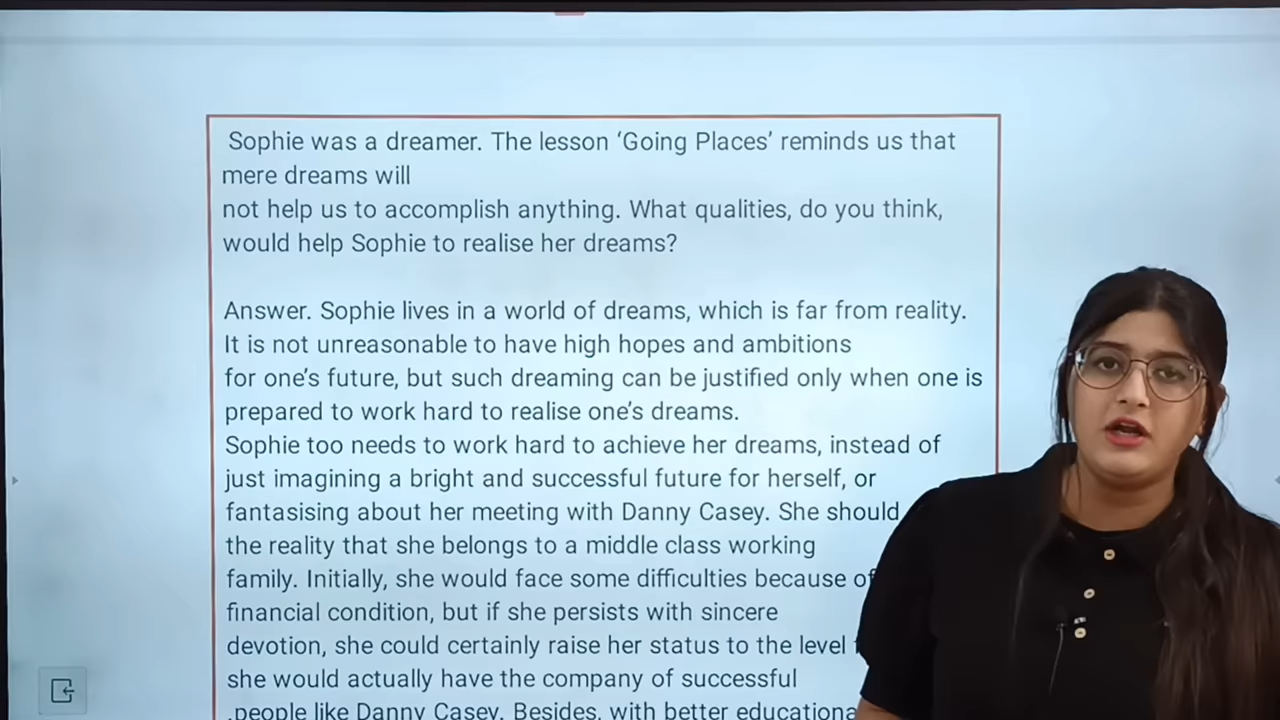 Sophie was a dreamer. The lesson ‘Going Places’ reminds us that
mere dreams will
not help us to accomplish anything. What qualities, do you think,
would help Sophie to realise her dreams?
Answer. Sophie lives in a world of dreams, which is far from reality.
It is not unreasonable to have high hopes and ambitions
for one’s future, but such dreaming can be justified only when one is
prepared to work hard to realise one’s dreams.
Sophie too needs to work hard to achieve her dreams, instead of
just imagining a bright and successful future for herself, or
fantasising about her meeting with Danny Casey. She should
the reality that she belongs to a middle class working
family. Initially, she would face some difficulties because of
financial condition, but if she persists with sincere
devotion, she could certainly raise her status to the level
she would actually have the company of successful
.people like Danny Casey. Besides, with better